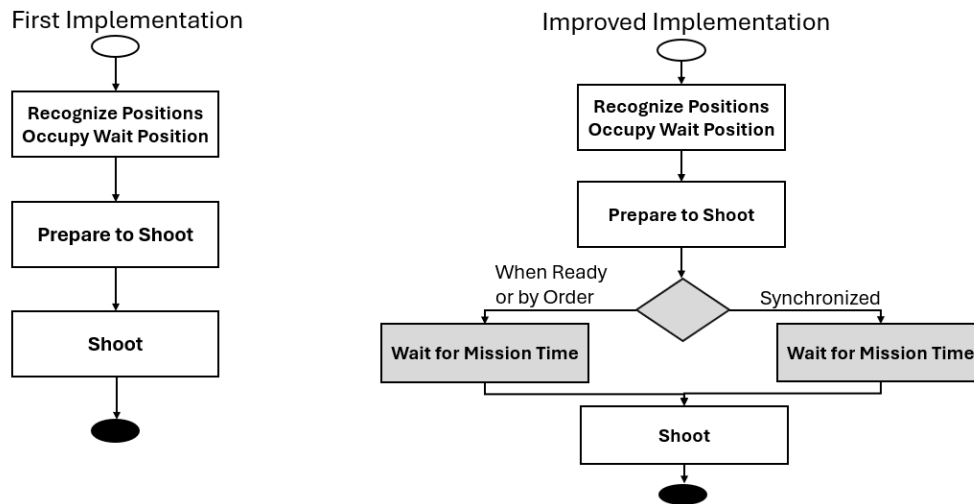 First Implementation
Recognize Positions
Occupy Wait Position
Prepare to Shoot
Shoot
Improved Implementation
Recognize Positions
Occupy Wait Position
Prepare to Shoot
When Ready
or by Order
Synchronized
Wait for Mission Time
Wait for Mission Time
Shoot